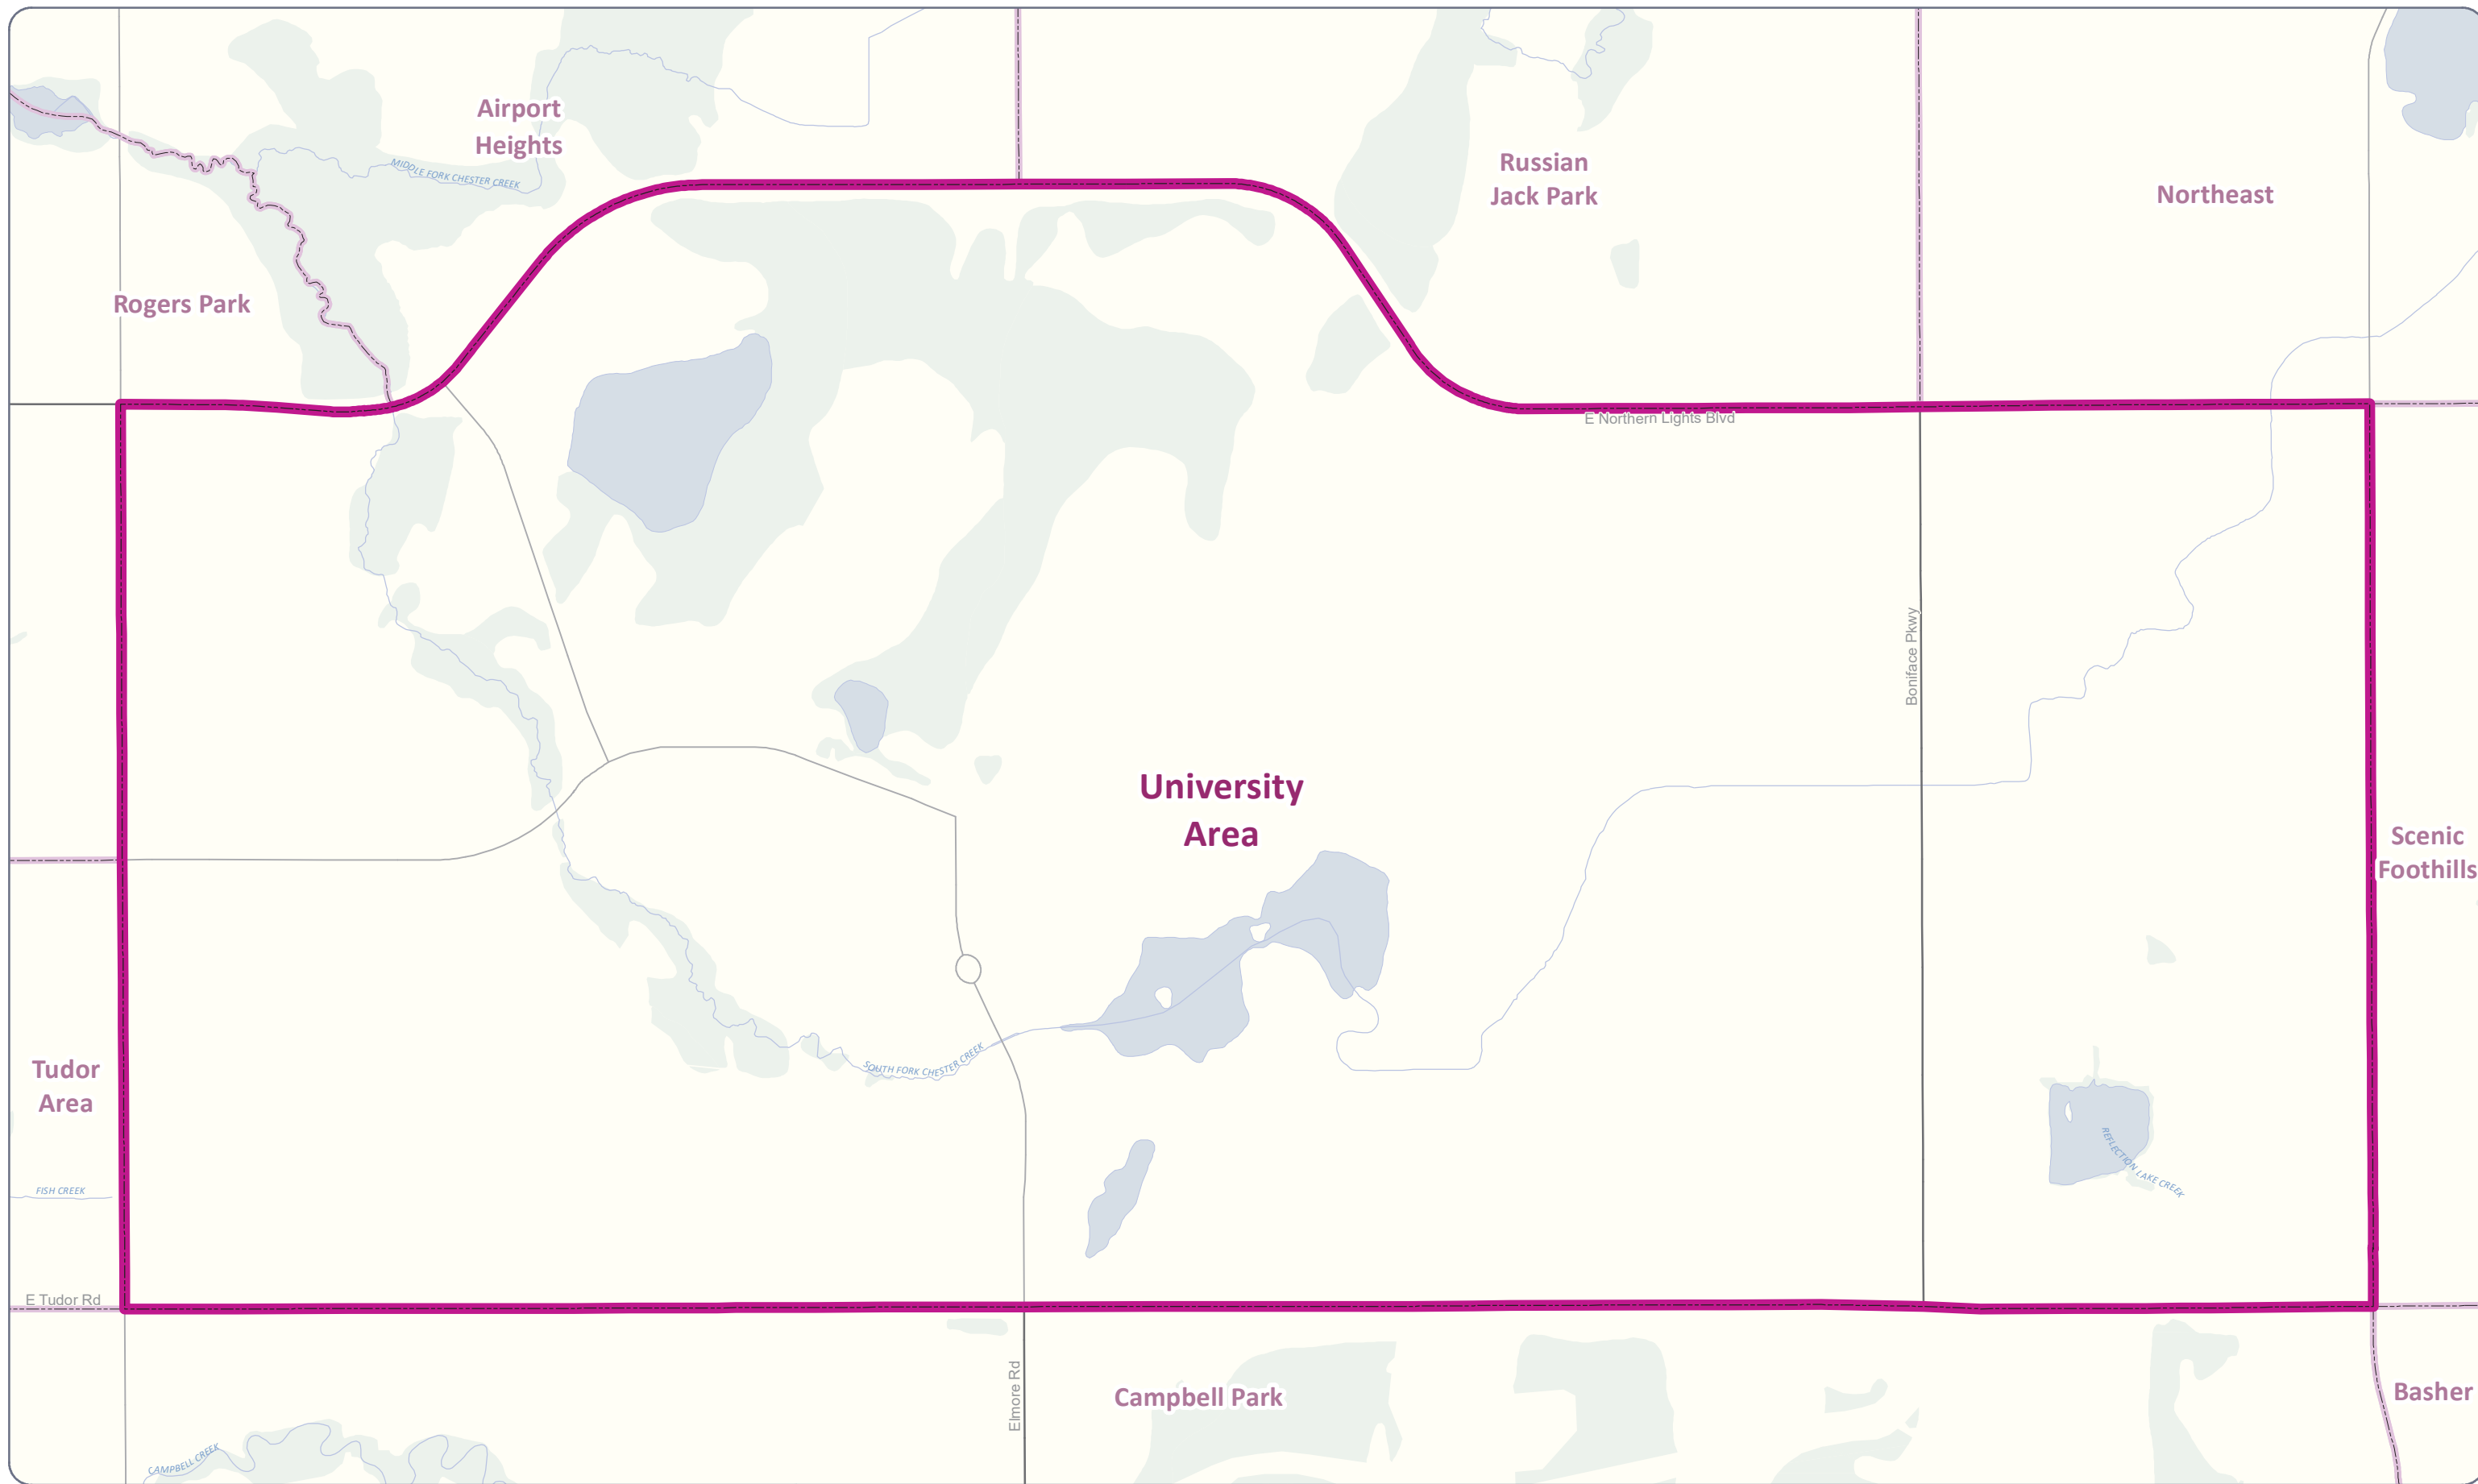 Airport
Heights
MIDDLE FORK CHESTER CREEK
Russian
Jack Park
Northeast
Rogers Park
E Northern Lights Blvd
Boniface Pkwy
University
Area
Scenic
Foothills
SOUTH FORK CHESTER CREEK
Tudor
Area
REFLECTION LAKE CREEK
FISH CREEK
E Tudor Rd
Elmore Rd
Campbell Park
Basher
CAMPBELL CREEK